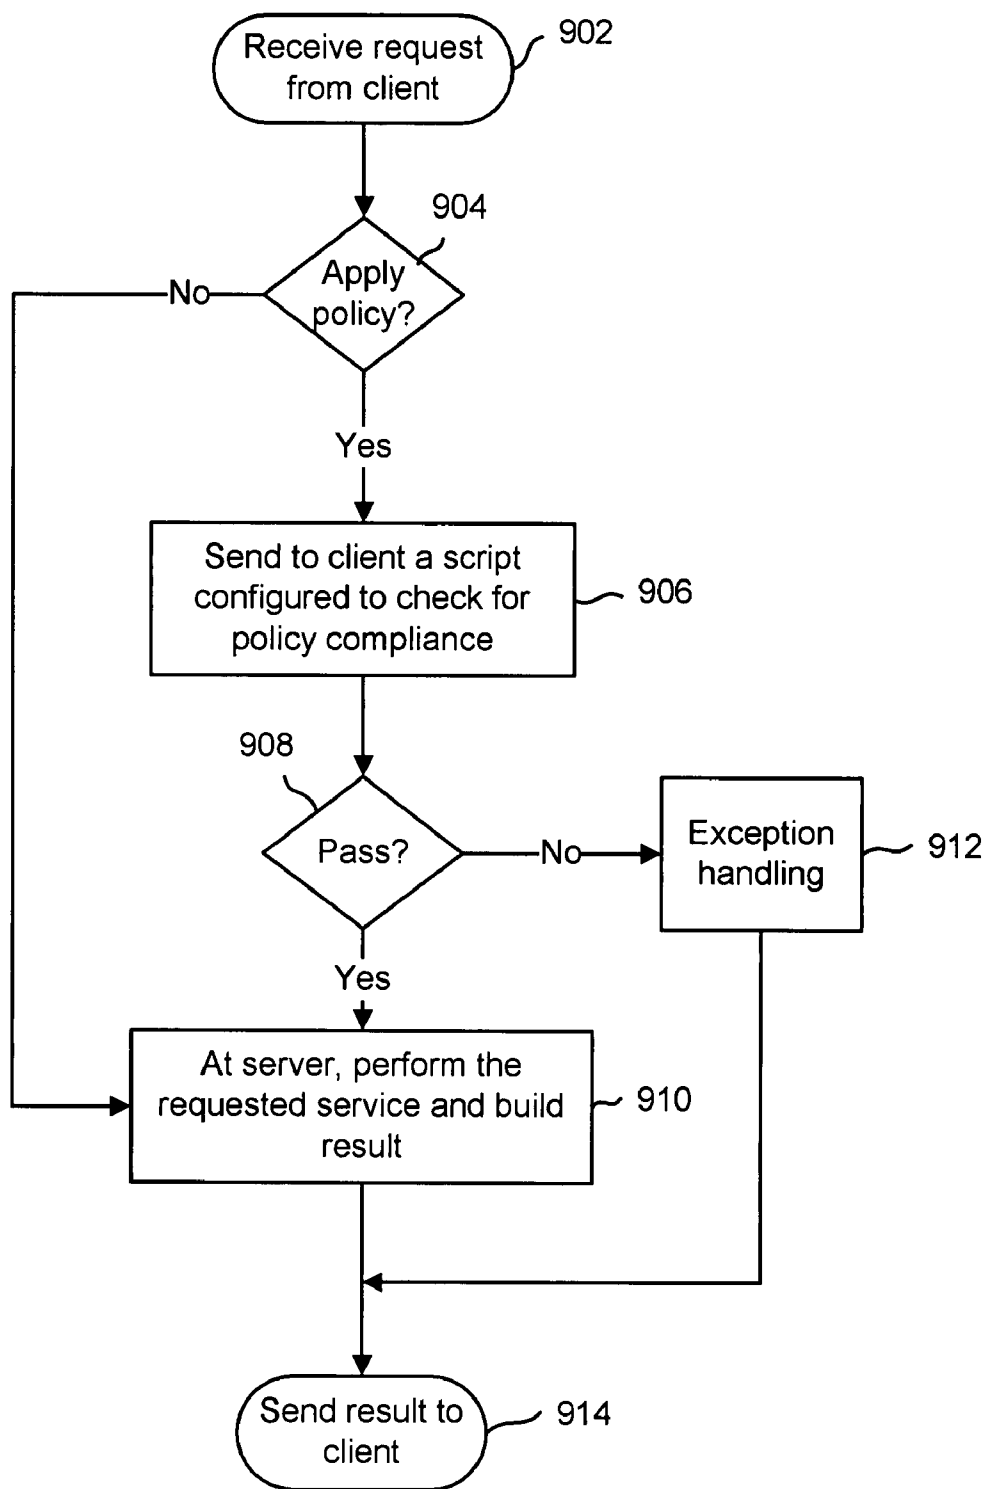 Receive request
from client
902
904
Apply
policy?
No
Yes
Send to client a script
configured to check for
policy compliance
906
908
Pass?
No
Exception
handling
912
Yes
At server, perform the
requested service and build
result
910
Send result to
client
914